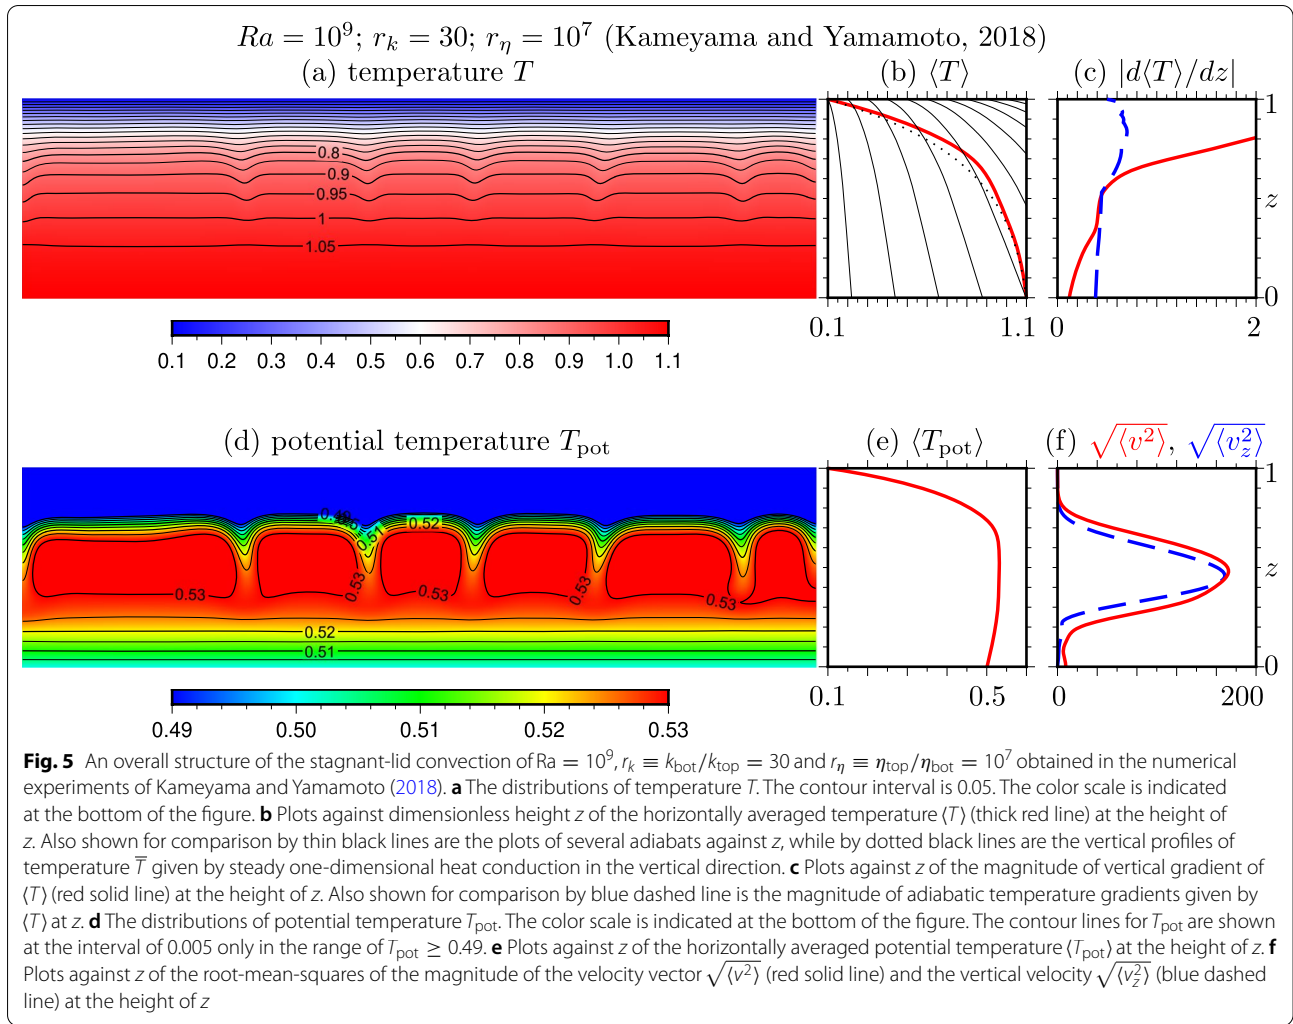 Ra = 10⁹; r_k = 30; r_η = 10⁷ (Kameyama and Yamamoto, 2018)
(a) temperature T
(b) ⟨T⟩
(c) |d⟨T⟩/dz|
0.8
0.9
0.95
1
1.05
1
z
0
0.1 1.1
0 2
0.1 0.2 0.3 0.4 0.5 0.6 0.7 0.8 0.9 1.0 1.1
(d) potential temperature T_pot
(e) ⟨T_pot⟩
(f) √⟨v²⟩, √⟨v_z²⟩
0.52
0.51
0.53
0.53
0.53
0.53
0.53
0.52
0.51
1
z
0
0.1 0.5
0 200
0.49 0.50 0.51 0.52 0.53
Fig. 5 An overall structure of the stagnant-lid convection of Ra = 10⁹, r_k ≡ k_bot/k_top = 30 and r_η ≡ η_top/η_bot = 10⁷ obtained in the numerical
experiments of Kameyama and Yamamoto (2018). a The distributions of temperature T. The contour interval is 0.05. The color scale is indicated
at the bottom of the figure. b Plots against dimensionless height z of the horizontally averaged temperature ⟨T⟩ (thick red line) at the height of
z. Also shown for comparison by thin black lines are the plots of several adiabats against z, while by dotted black lines are the vertical profiles of
temperature T̿ given by steady one-dimensional heat conduction in the vertical direction. c Plots against z of the magnitude of vertical gradient of
⟨T⟩ (red solid line) at the height of z. Also shown for comparison by blue dashed line is the magnitude of adiabatic temperature gradients given by
⟨T⟩ at z. d The distributions of potential temperature T_pot. The color scale is indicated at the bottom of the figure. The contour lines for T_pot are shown
at the interval of 0.005 only in the range of T_pot ≥ 0.49. e Plots against z of the horizontally averaged potential temperature ⟨T_pot⟩ at the height of z. f
Plots against z of the root-mean-squares of the magnitude of the velocity vector √⟨v²⟩ (red solid line) and the vertical velocity √⟨v_z²⟩ (blue dashed
line) at the height of z